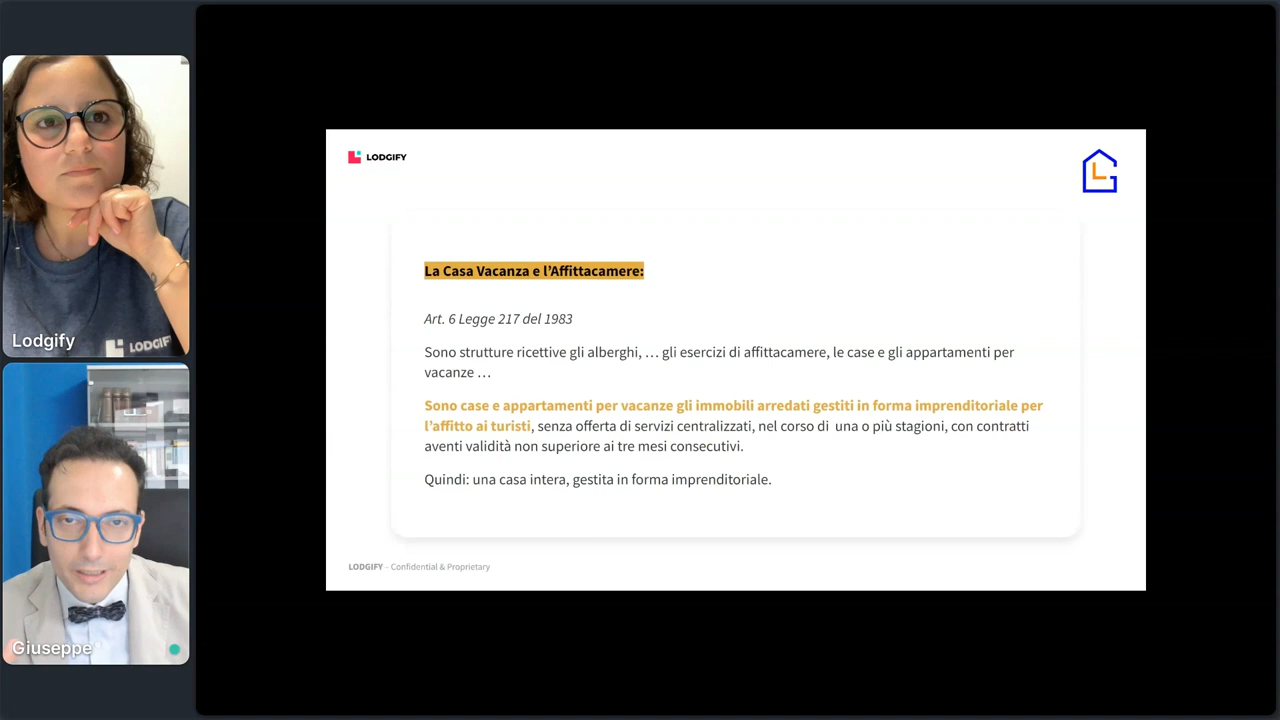 Lodgify
LODGIFY
Giuseppe
LODGIFY
La Casa Vacanza e l’Affittacamere:
Art. 6 Legge 217 del 1983
Sono strutture ricettive gli alberghi, … gli esercizi di affittacamere, le case e gli appartamenti per
vacanze …
Sono case e appartamenti per vacanze gli immobili arredati gestiti in forma imprenditoriale per
l’affitto ai turisti, senza offerta di servizi centralizzati, nel corso di una o più stagioni, con contratti
aventi validità non superiore ai tre mesi consecutivi.
Quindi: una casa intera, gestita in forma imprenditoriale.
LODGIFY – Confidential & Proprietary